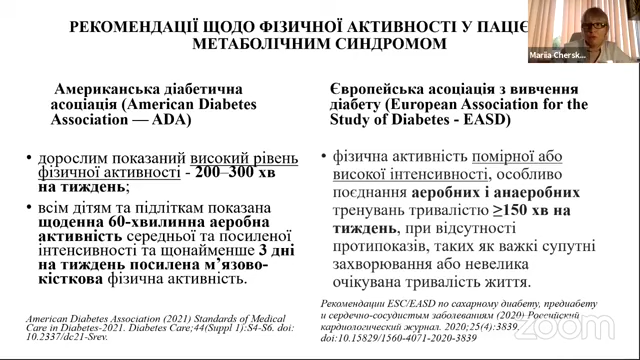 РЕКОМЕНДАЦІЇ ЩОДО ФІЗИЧНОЇ АКТИВНОСТІ У ПАЦІЄ
МЕТАБОЛІЧНИМ СИНДРОМОМ
Mariia Chersk...
Американська діабетична
асоціація (American Diabetes
Association — ADA)
• дорослим показаний високий рівень
фізичної активності - 200–300 хв
на тиждень;
• всім дітям та підліткам показана
щоденна 60-хвилинна аеробна
активність середньої та посиленої
інтенсивності та щонайменше 3 дні
на тиждень посилена м’язово-
кісткова фізична активність.
American Diabetes Association (2021) Standards of Medical
Care in Diabetes-2021. Diabetes Care;44(Suppl 1):S4-S6. doi:
10.2337/dc21-Srev.
Європейська асоціація з вивчення
діабету (European Association for the
Study of Diabetes - EASD)
• фізична активність помірної або
високої інтенсивності, особливо
поєднання аеробних і анаеробних
тренувань тривалістю ≥150 хв на
тиждень, при відсутності
протипоказів, таких як важкі супутні
захворювання або невелика
очікувана тривалість життя.
Рекомендации ESC/EASD по сахарному диабету, предиабету
и сердечно-сосудистым заболеваниям (2020) Российский
кардиологический журнал. 2020;25(4):3839.
doi:10.15829/1560-4071-2020-3839
zoom